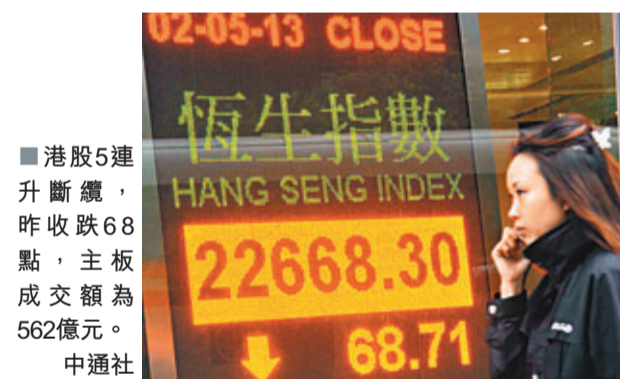 ■港股5連
升斷纜，
昨收跌68
點，主板
成交額為
562億元。
中通社
02-05-13 CLOSE
恆生指數
HANG SENG INDEX
22668.30
68.71